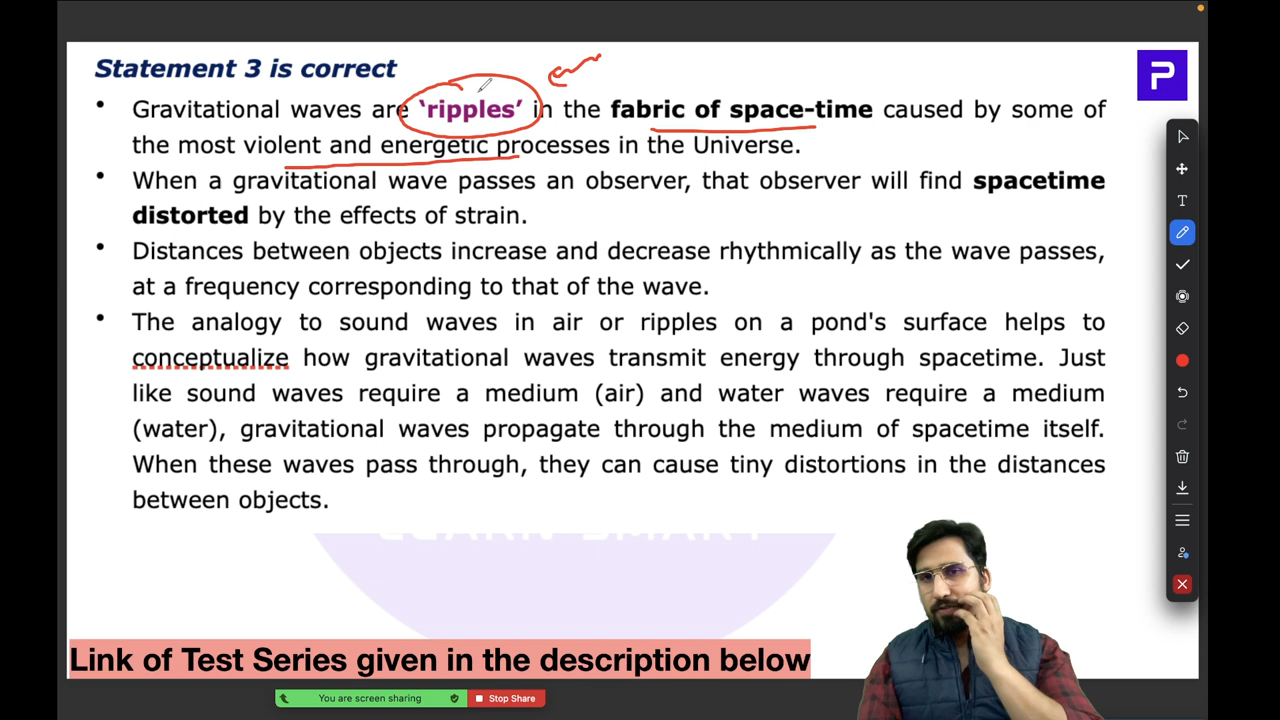 Statement 3 is correct
P
• Gravitational waves are ‘ripples’ in the fabric of space-time caused by some of
the most violent and energetic processes in the Universe.
• When a gravitational wave passes an observer, that observer will find spacetime
distorted by the effects of strain.
• Distances between objects increase and decrease rhythmically as the wave passes,
at a frequency corresponding to that of the wave.
• The analogy to sound waves in air or ripples on a pond's surface helps to
conceptualize how gravitational waves transmit energy through spacetime. Just
like sound waves require a medium (air) and water waves require a medium
(water), gravitational waves propagate through the medium of spacetime itself.
When these waves pass through, they can cause tiny distortions in the distances
between objects.
LEARN SMART
Link of Test Series given in the description below
You are screen sharing
Stop Share
T